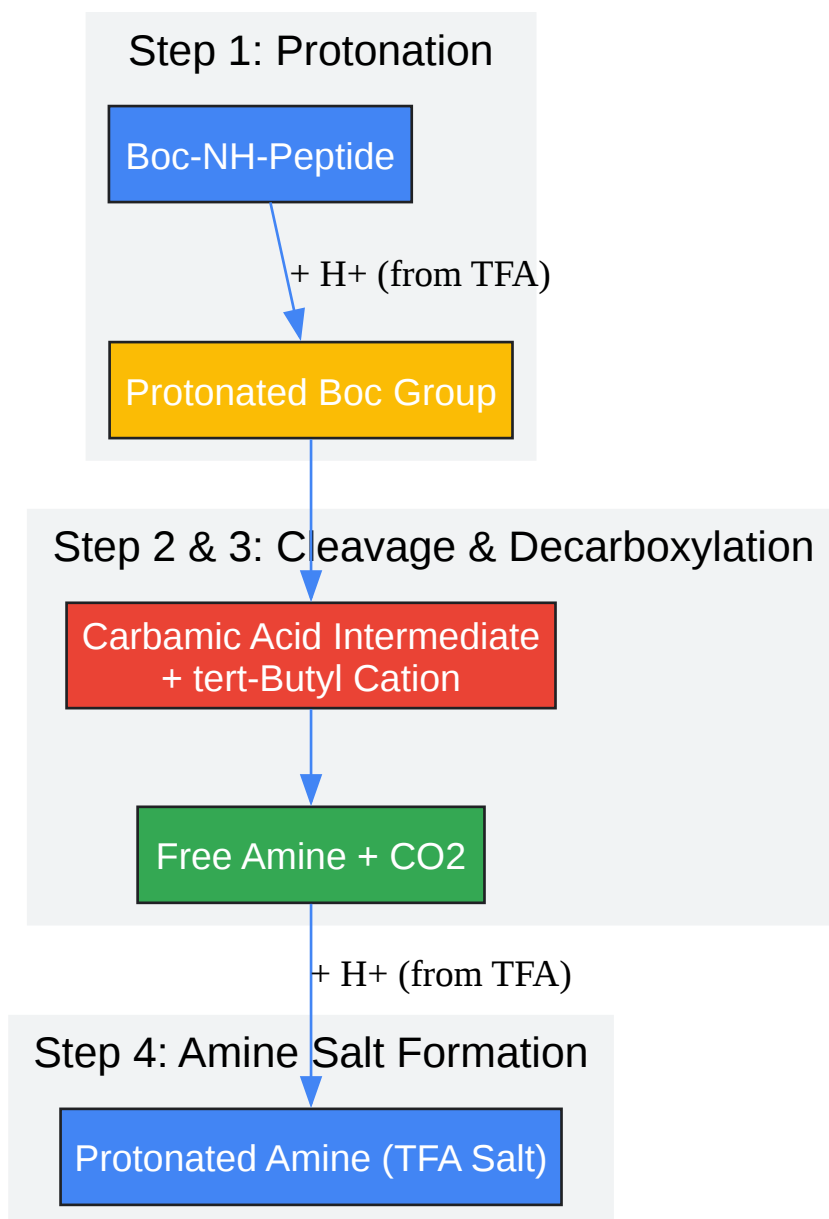 Step 1: Protonation
Boc-NH-Peptide
+ H+ (from TFA)
Protonated Boc Group
Step 2 & 3: Cleavage & Decarboxylation
Carbamic Acid Intermediate
+ tert-Butyl Cation
Free Amine + CO2
+ H+ (from TFA)
Step 4: Amine Salt Formation
Protonated Amine (TFA Salt)